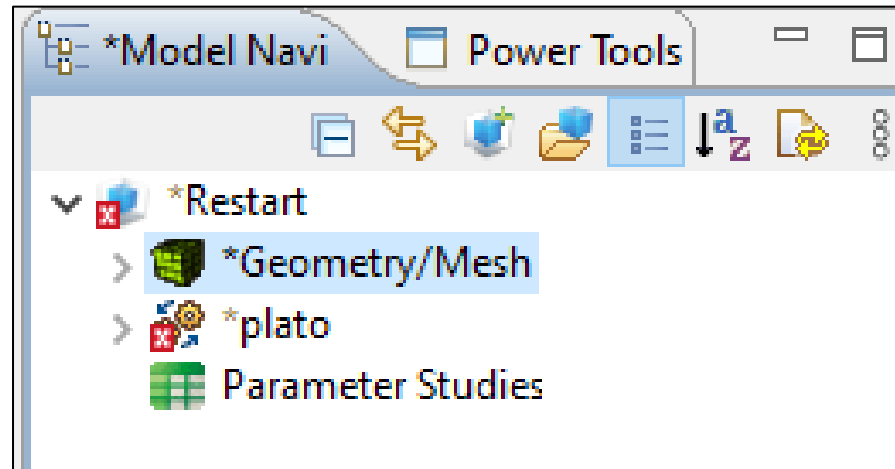 *Model Navi Power Tools
*Restart
*Geometry/Mesh
*plato
Parameter Studies